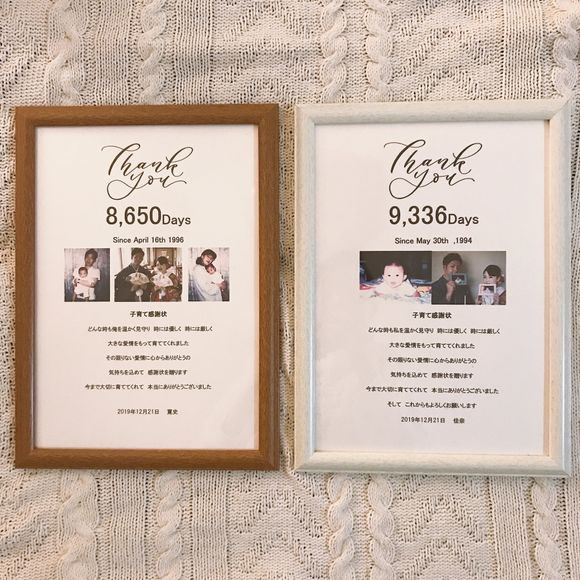 Thank
you
8,650Days
Since April 16th 1996
子育て感謝状
どんな時も俺を温かく見守り 時には優しく 時には厳しく
大きな愛情をもって育ててくれました
その限りない愛情に心からありがとうの
気持ちを込めて 感謝状を贈ります
今まで大切に育ててくれて 本当にありがとうございました
2019年12月21日 寛史
Thank
you
9,336Days
Since May 30th ,1994
子育て感謝状
どんな時も私を温かく見守り 時には優しく 時には厳しく
大きな愛情をもって育ててくれました
その限りない愛情に心からありがとうの
気持ちを込めて 感謝状を贈ります
今まで大切に育ててくれて 本当にありがとうございました
そして これからもよろしくお願いします
2019年12月21日 佳奈